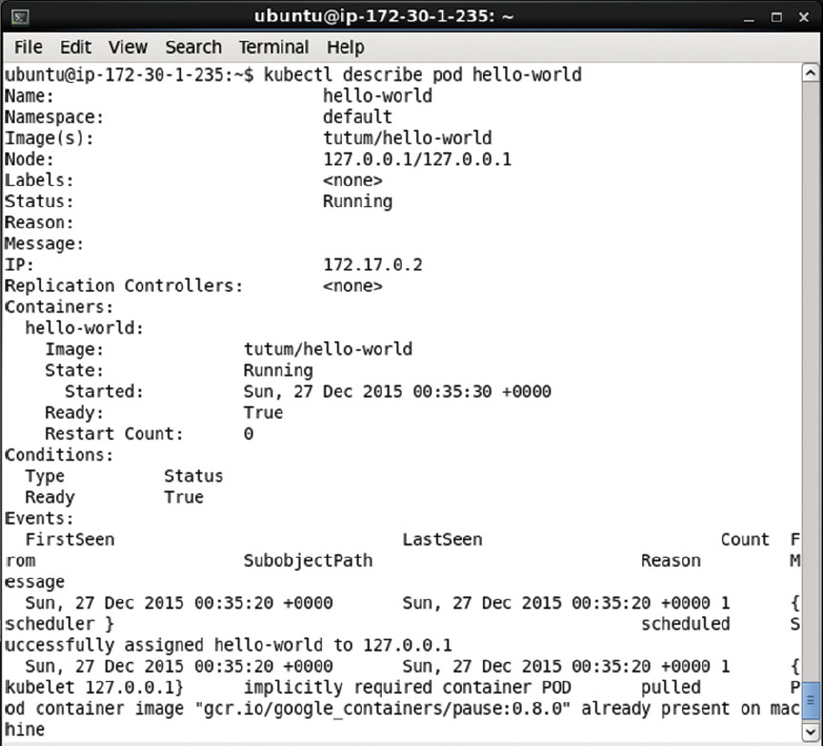 ubuntu@ip-172-30-1-235: ~
File Edit View Search Terminal Help
ubuntu@ip-172-30-1-235:~$ kubectl describe pod hello-world
Name: hello-world
Namespace: default
Image(s): tutum/hello-world
Node: 127.0.0.1/127.0.0.1
Labels: <none>
Status: Running
Reason:
Message:
IP: 172.17.0.2
Replication Controllers: <none>
Containers:
hello-world:
Image: tutum/hello-world
State: Running
Started: Sun, 27 Dec 2015 00:35:30 +0000
Ready: True
Restart Count: 0
Conditions:
Type Status
Ready True
Events:
FirstSeen LastSeen Count F
rom SubobjectPath Reason M
essage
Sun, 27 Dec 2015 00:35:20 +0000 Sun, 27 Dec 2015 00:35:20 +0000 1 {
scheduler } scheduled S
uccessfully assigned hello-world to 127.0.0.1
Sun, 27 Dec 2015 00:35:20 +0000 Sun, 27 Dec 2015 00:35:20 +0000 1 {
kubelet 127.0.0.1} implicitly required container POD pulled P
od container image "gcr.io/google_containers/pause:0.8.0" already present on mac
hine